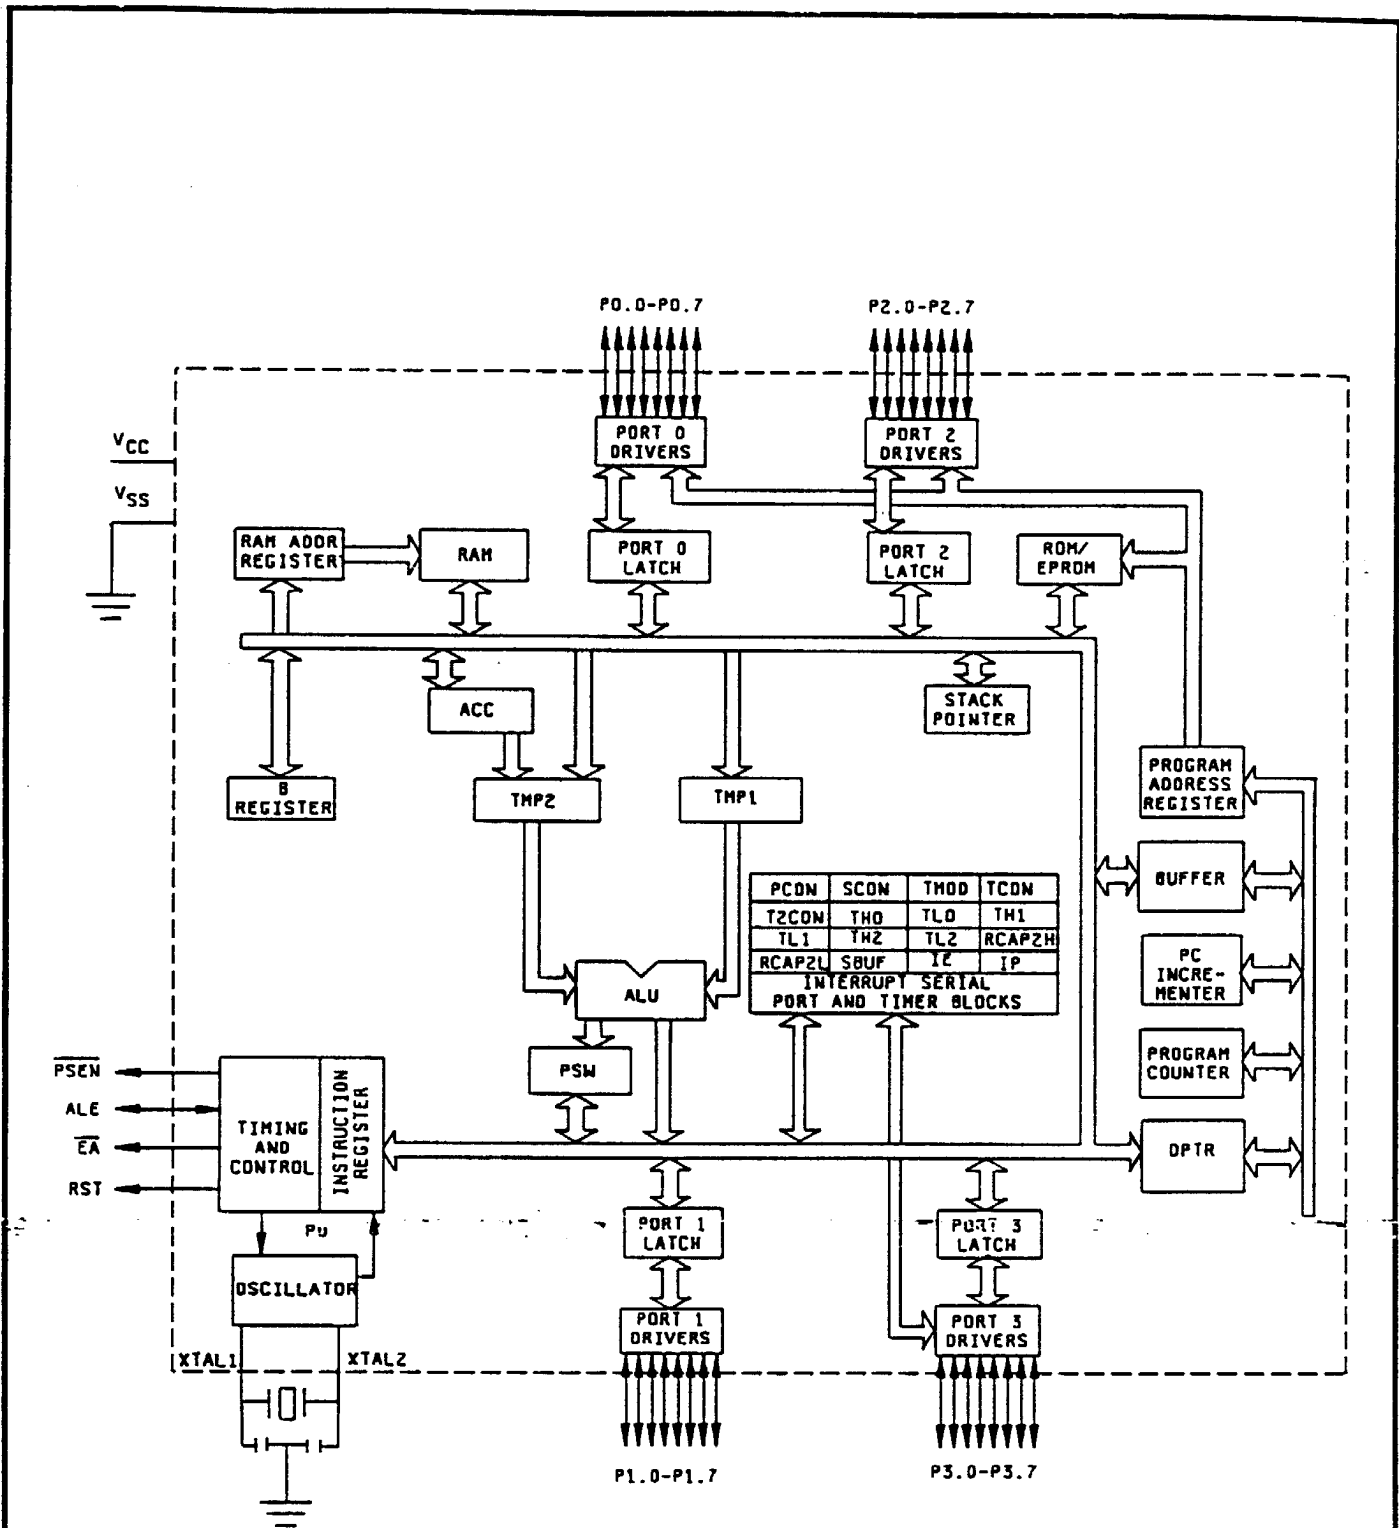 P0.0-P0.7
P2.0-P2.7
PORT 0
DRIVERS
PORT 2
DRIVERS
VCC
VSS
RAM ADDR
REGISTER
RAM
PORT 0
LATCH
PORT 2
LATCH
ROM/
EPROM
ACC
STACK
POINTER
B
REGISTER
TMP2
TMP1
PROGRAM
ADDRESS
REGISTER
BUFFER
PCON SCON TMOD TCON
T2CON TH0 TL0 TH1
TL1 TH2 TL2 RCAP2H
RCAP2L SBUF IE IP
INTERRUPT SERIAL
PORT AND TIMER BLOCKS
PC
INCRE-
MENTER
ALU
PSW
PROGRAM
COUNTER
PSEN
ALE
EA
RST
TIMING
AND
CONTROL
INSTRUCTION
REGISTER
DPTR
PD
PORT 1
LATCH
PORT 3
LATCH
OSCILLATOR
PORT 1
DRIVERS
PORT 3
DRIVERS
XTAL1
XTAL2
P1.0-P1.7
P3.0-P3.7